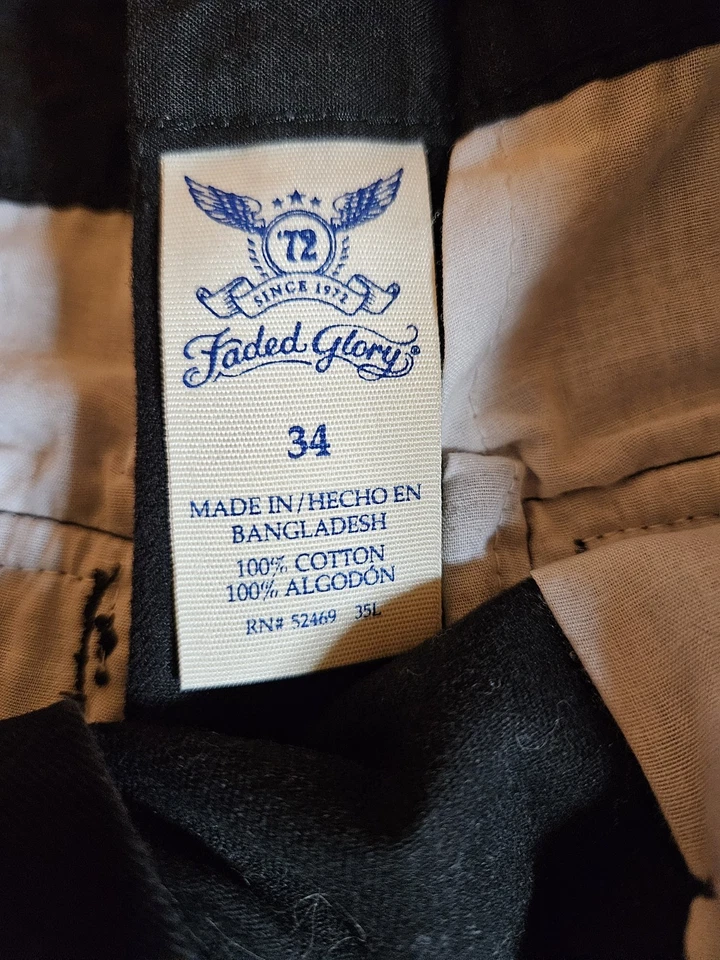 '72
SINCE 1972
Faded Glory®
34
MADE IN/HECHO EN
BANGLADESH
100% COTTON
100% ALGODÓN
RN# 52469 35L